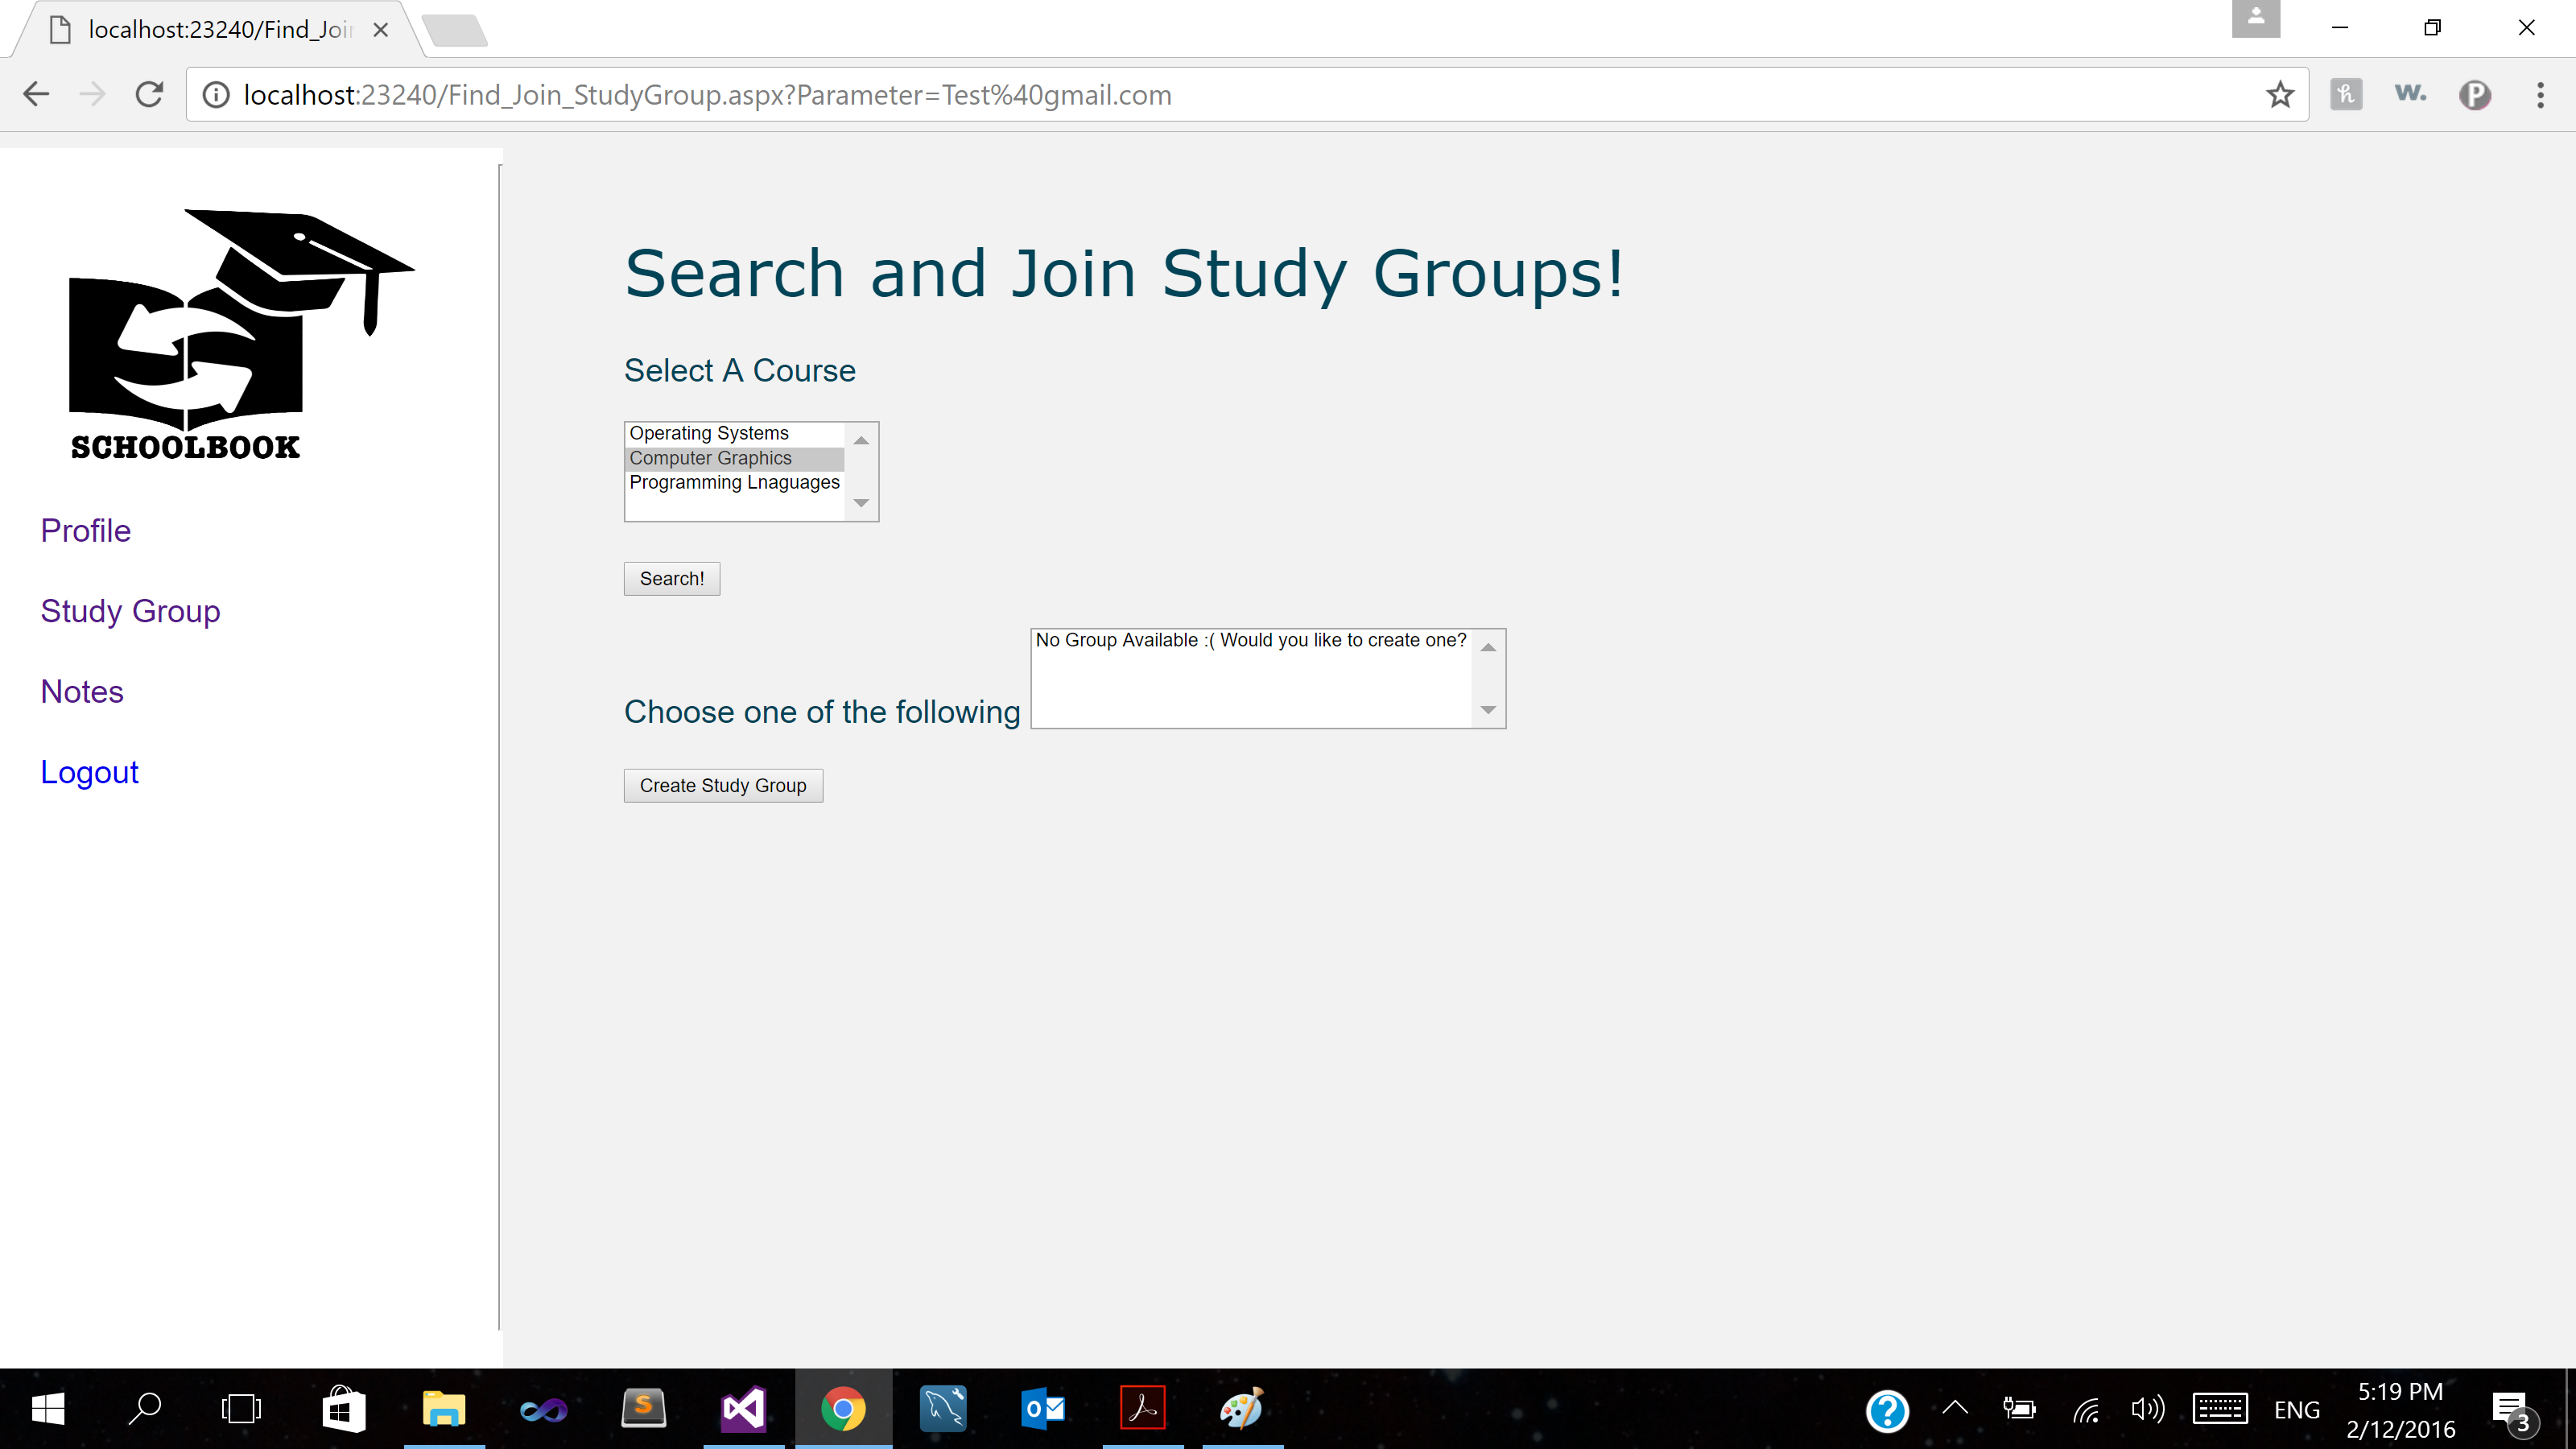 localhost:23240/Find_Joi
localhost:23240/Find_Join_StudyGroup.aspx?Parameter=Test%40gmail.com
h
w.
P
SCHOOLBOOK
Profile
Study Group
Notes
Logout
Search and Join Study Groups!
Select A Course
Operating Systems
Computer Graphics
Programming Lnaguages
Search!
No Group Available :( Would you like to create one?
Choose one of the following
Create Study Group
S
O
?
ENG
5:19 PM
2/12/2016
3